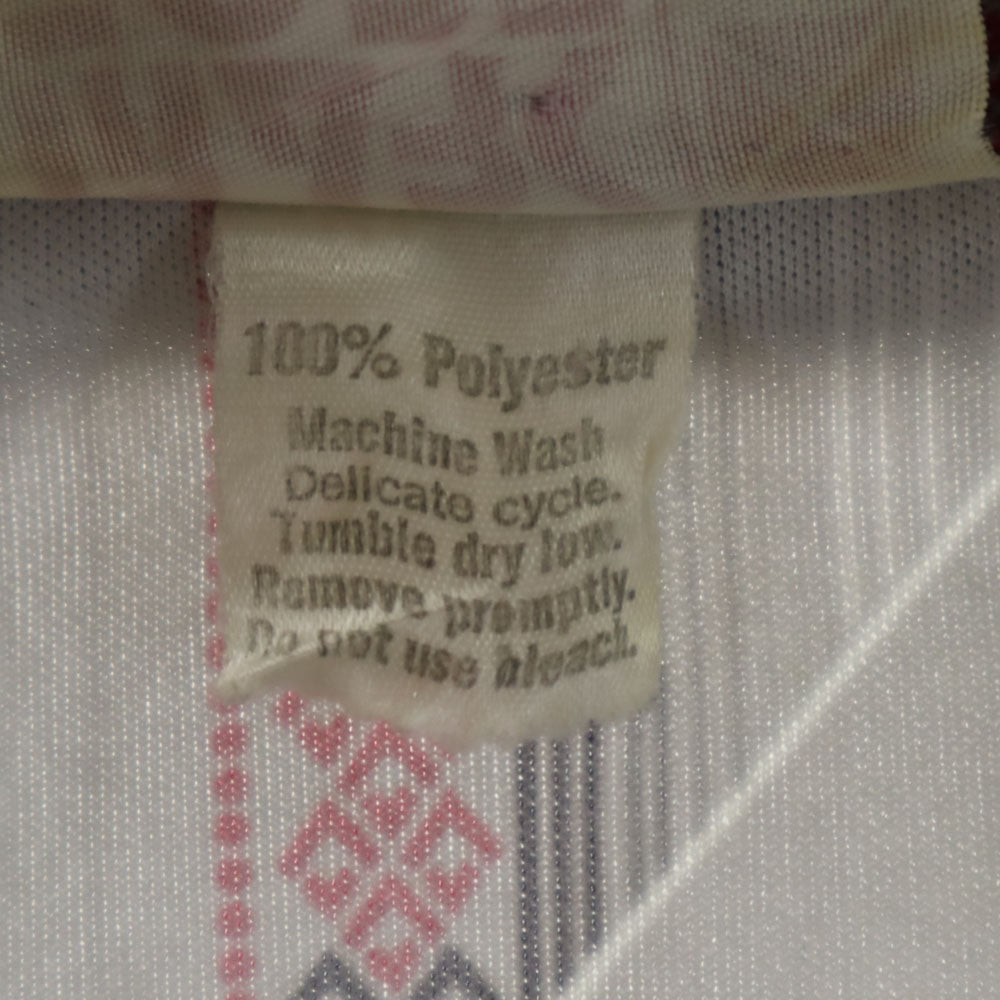 100% Polyester
Machine Wash
Delicate cycle.
Tumble dry low.
Remove promptly.
Do not use bleach.